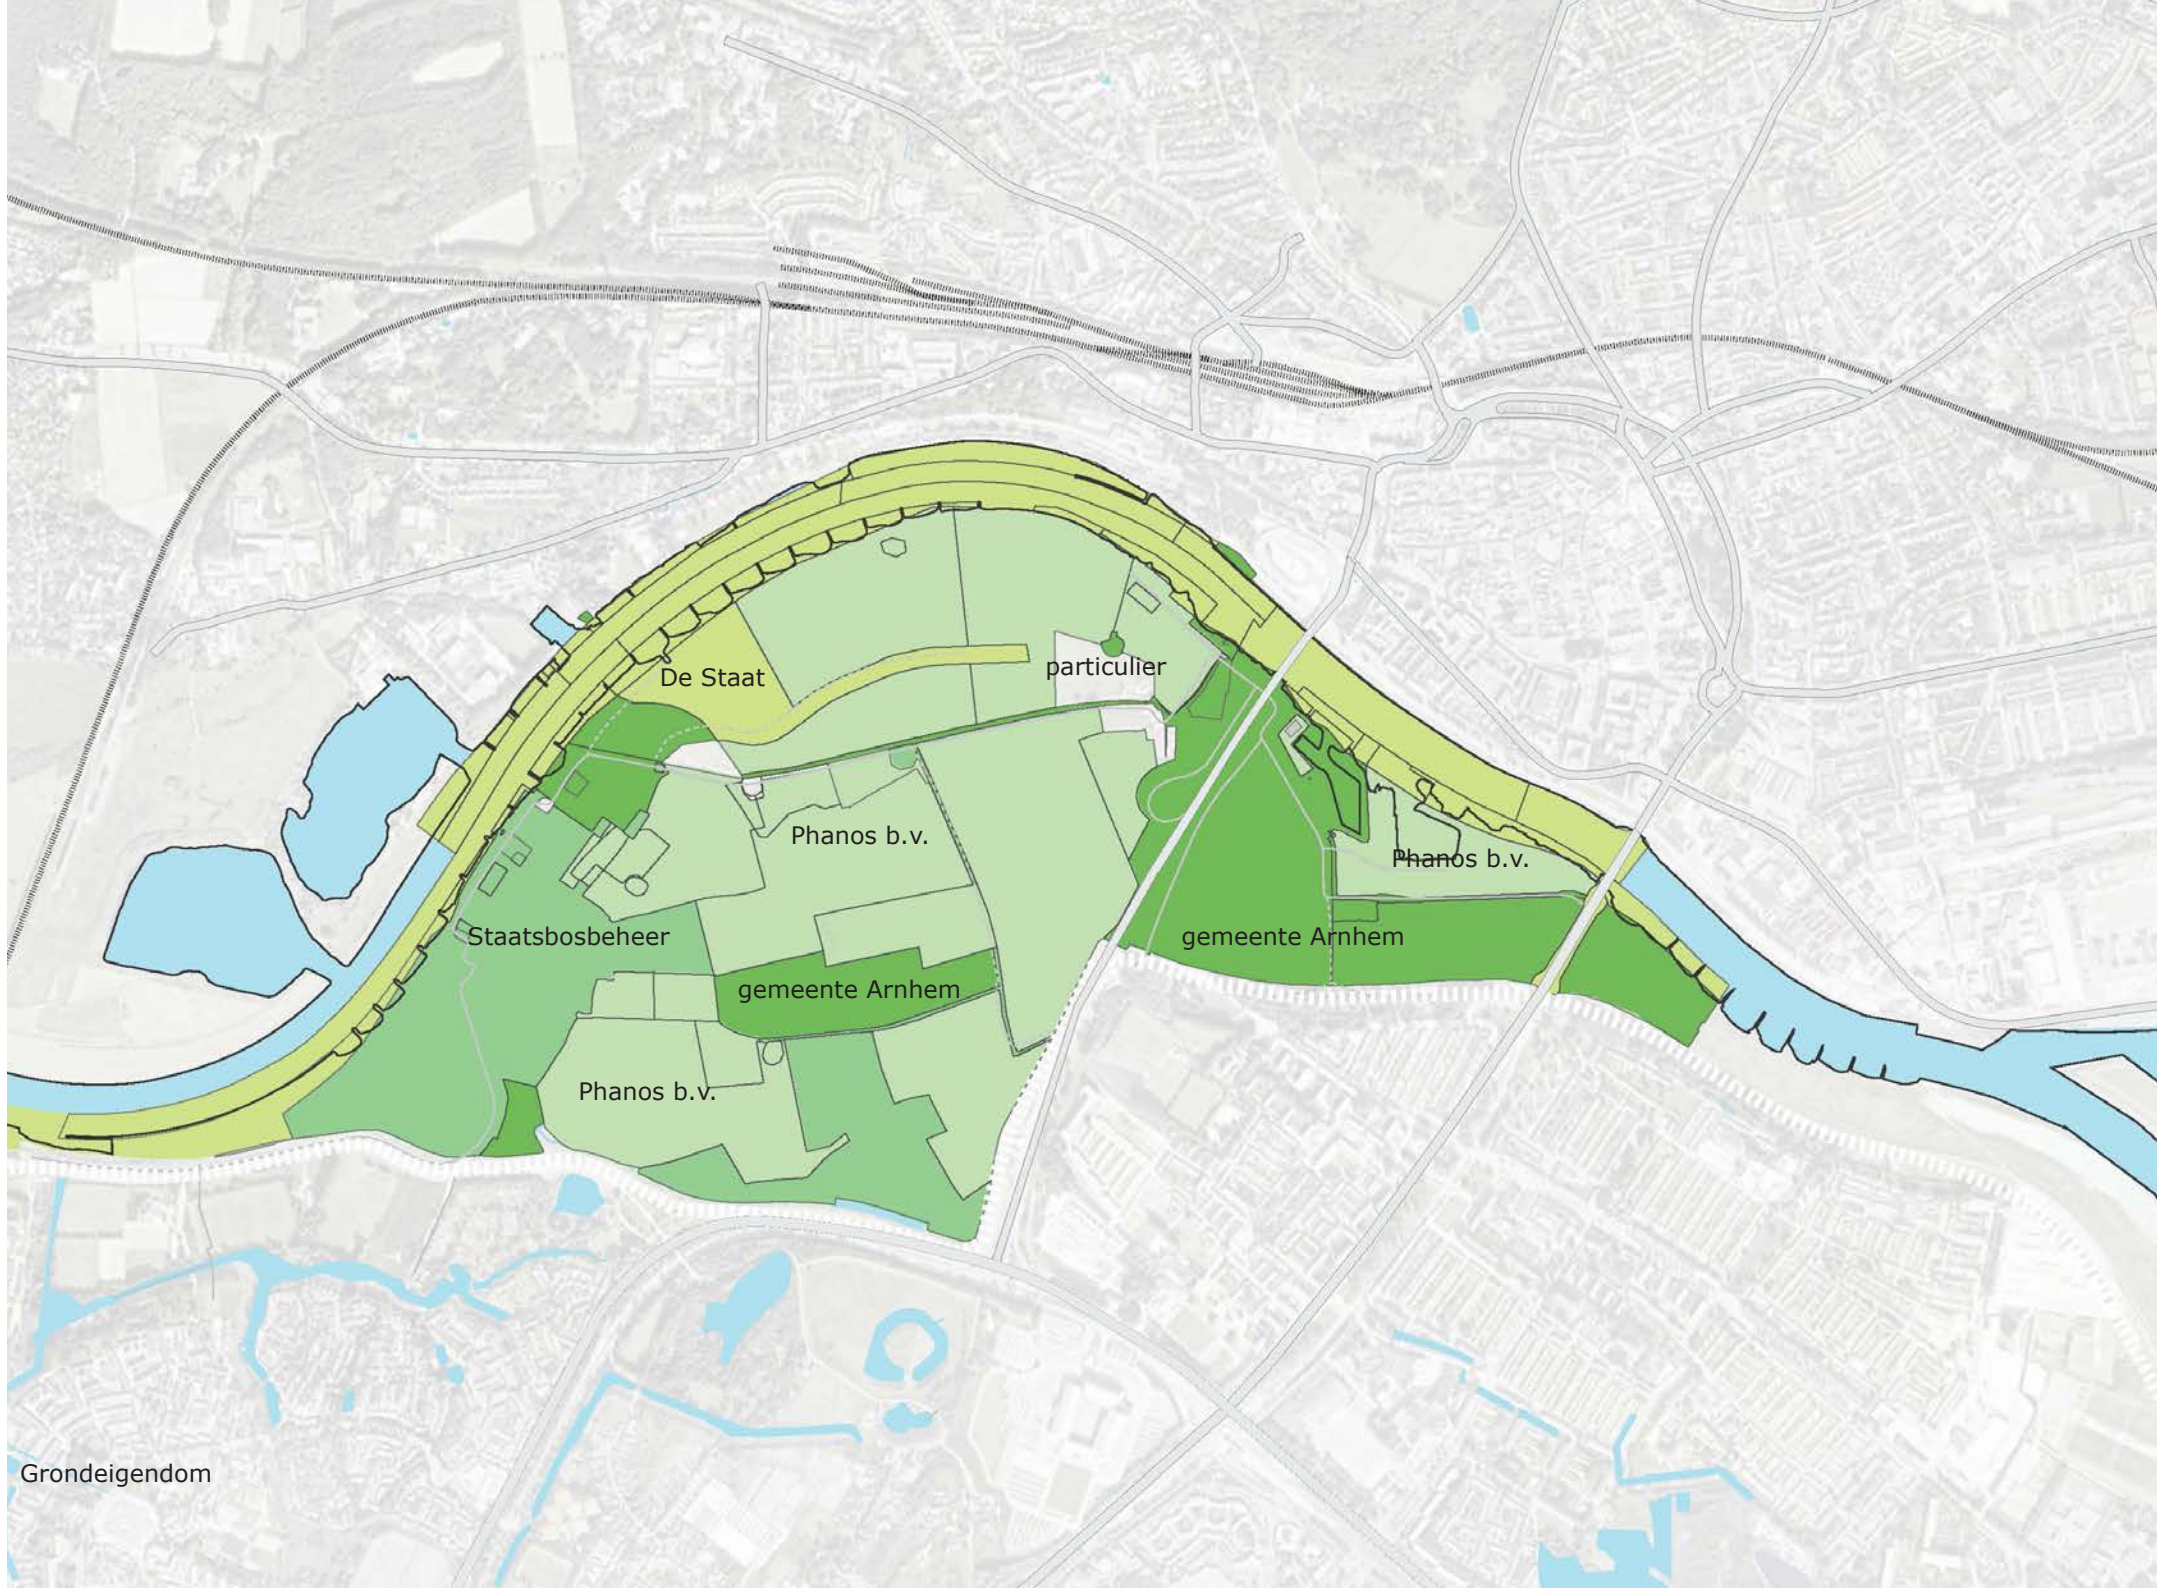 De Staat
particulier
Phanos b.v.
Phanos b.v.
Staatsbosbeheer
gemeente Arnhem
gemeente Arnhem
Phanos b.v.
Grondeigendom